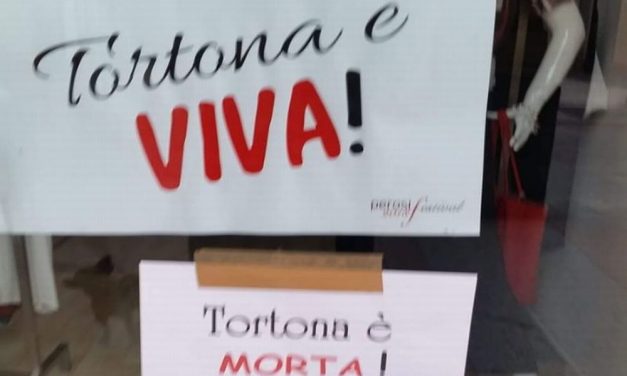 Tortona è
VIVA!
perosi
festival
Tortona è
MORTA!